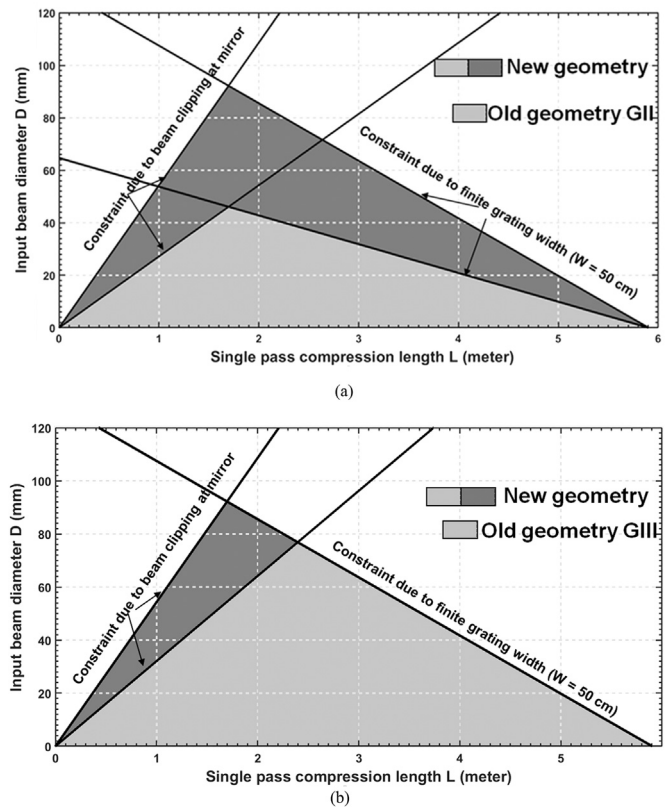 120
100
80
60
40
20
0
Input beam diameter D (mm)
Constraint due to beam clipping at mirror
New geometry
Old geometry GII
Constraint due to finite grating width (W = 50 cm)
0 1 2 3 4 5 6
Single pass compression length L (meter)
(a)
120
100
80
60
40
20
0
Input beam diameter D (mm)
Constraint due to beam clipping at mirror
New geometry
Old geometry GIII
Constraint due to finite grating width (W = 50 cm)
0 1 2 3 4 5
Single pass compression length L (meter)
(b)